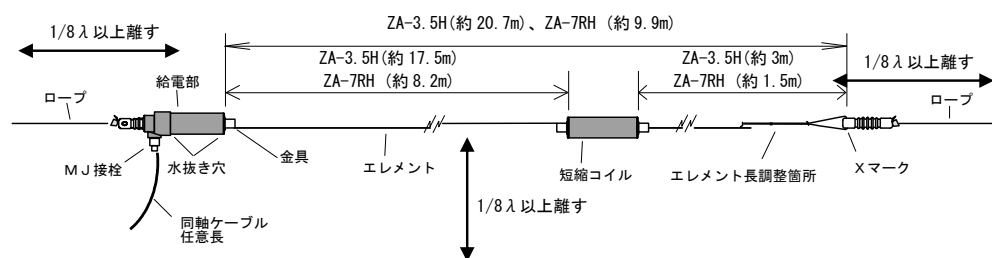 ZA-3.5H(約 20.7m)、ZA-7RH (約 9.9m)
1/8λ以上離す
ZA-3.5H(約 17.5m)
ZA-7RH (約 8.2m)
ZA-3.5H(約 3m)
ZA-7RH (約 1.5m)
1/8λ以上離す
給電部
ロープ
ロープ
MJ接栓
水抜き穴
金具
エレメント
短縮コイル
エレメント長調整箇所
Xマーク
1/8λ以上離す
同軸ケーブル
任意長